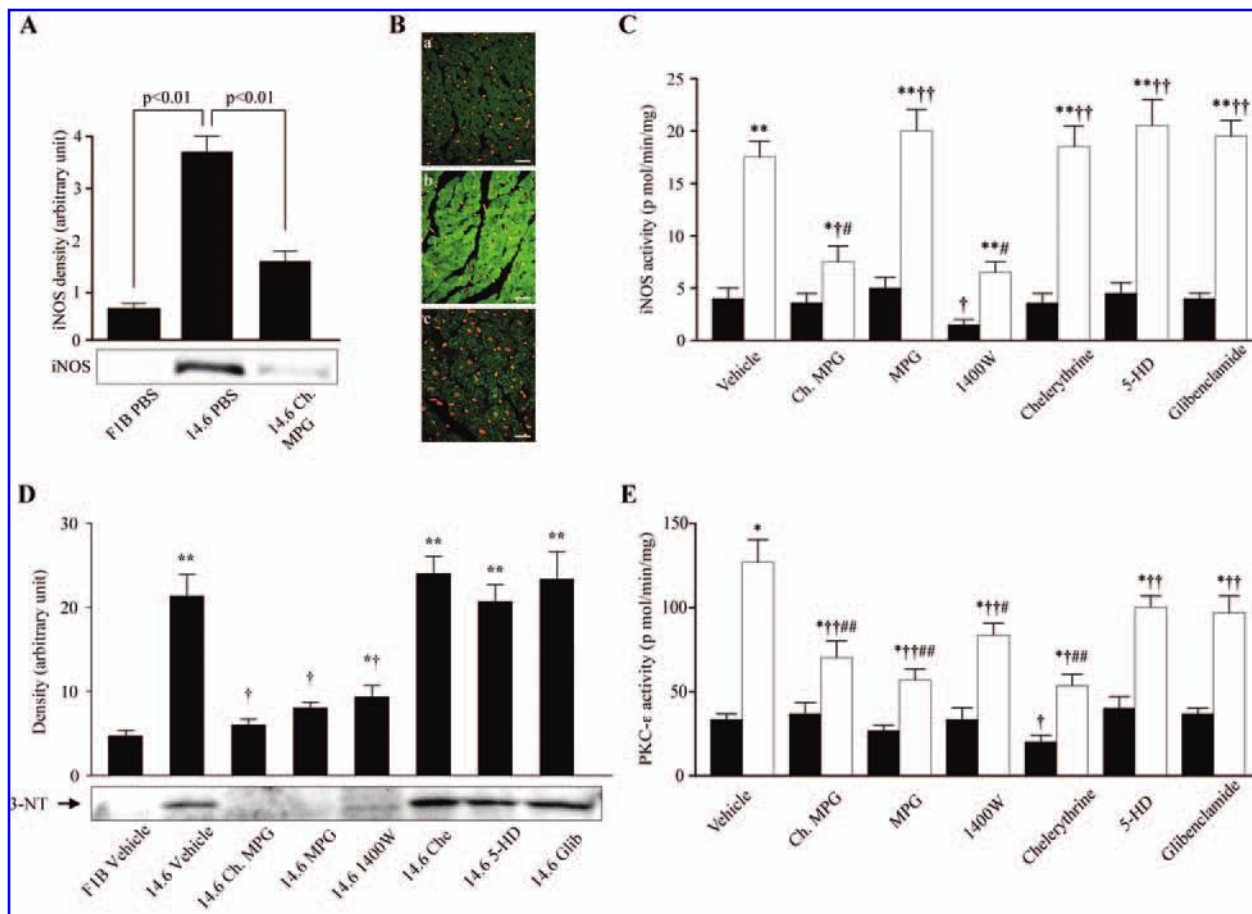 A
p<0.01 p<0.01
iNOS density (arbitrary unit)
4
3
2
1
0
iNOS
F1B PBS
14.6 PBS
14.6 Ch. MPG
B
a
b
c
C
iNOS activity (p mol/min/mg)
25
20
15
10
5
0
**
*†#
**††
†
**#
**††
**††
**††
Vehicle
Ch. MPG
MPG
1400W
Chelerythrine
5-HD
Glibenclamide
D
Density (arbitrary unit)
30
20
10
0
**
†
†
*†
**
**
**
3-NT
F1B Vehicle
14.6 Vehicle
14.6 Ch. MPG
14.6 MPG
14.6 1400W
14.6 Che
14.6 5-HD
14.6 Glib
E
PKC-ε activity (p mol/min/mg)
150
100
50
0
*
*††##
*††##
*††#
†
*†##
*††
*††
Vehicle
Ch. MPG
MPG
1400W
Chelerythrine
5-HD
Glibenclamide